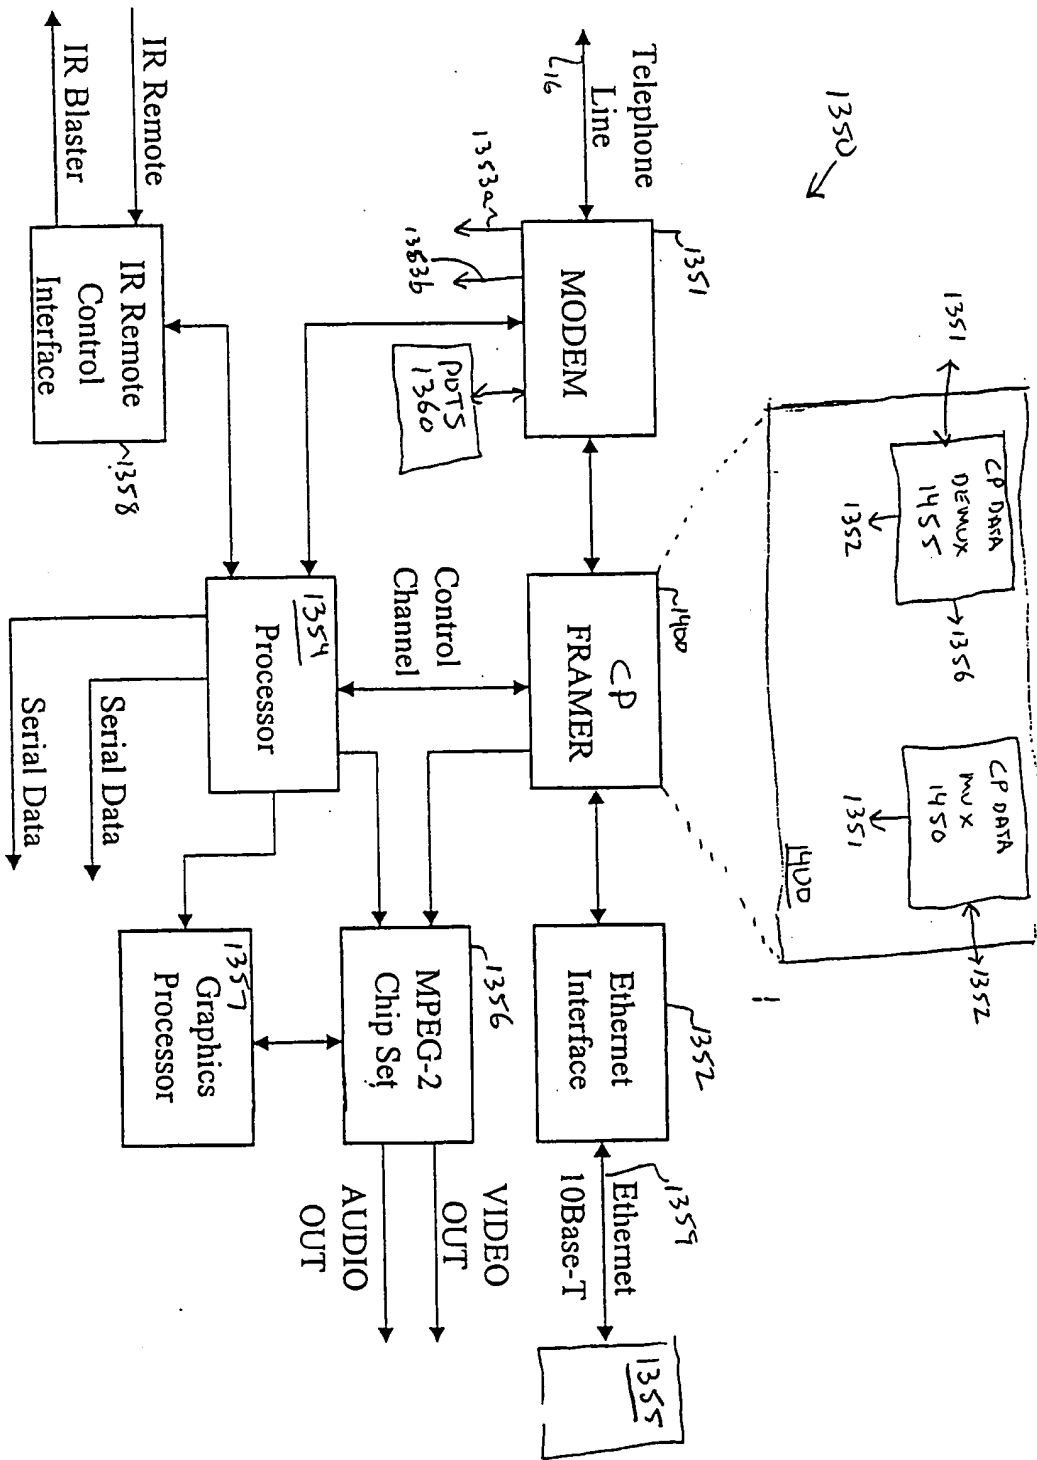 1350
1351
CP DATA
DEMUX
1455
1352
1356
CP DATA
MUX
1450
1351
1352
1400
Telephone
Line
16
1351
MODEM
1353a
1353b
POTS
1360
1400
CP
FRAMER
Control
Channel
1352
Ethernet
Interface
1359
Ethernet
10Base-T
1355
1354
Processor
1356
MPEG-2
Chip Set
VIDEO
OUT
AUDIO
OUT
IR Remote
IR Blaster
IR Remote
Control
Interface
1358
Serial Data
Serial Data
1357
Graphics
Processor